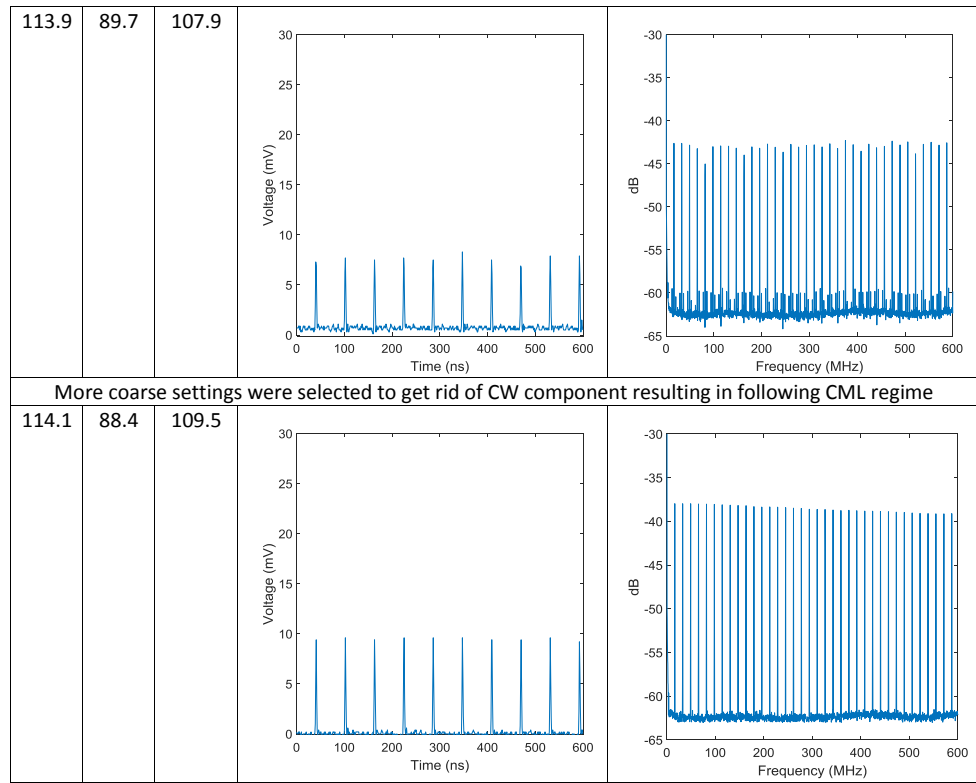 113.9 89.7 107.9
30
25
20
15
10
5
0
Voltage (mV)
0 100 200 300 400 500 600
Time (ns)
-30
-35
-40
-45
-50
-55
-60
-65
dB
0 100 200 300 400 500 600
Frequency (MHz)
More coarse settings were selected to get rid of CW component resulting in following CML regime
114.1 88.4 109.5
30
25
20
15
10
5
0
Voltage (mV)
0 100 200 300 400 500 600
Time (ns)
-30
-35
-40
-45
-50
-55
-60
-65
dB
0 100 200 300 400 500 600
Frequency (MHz)